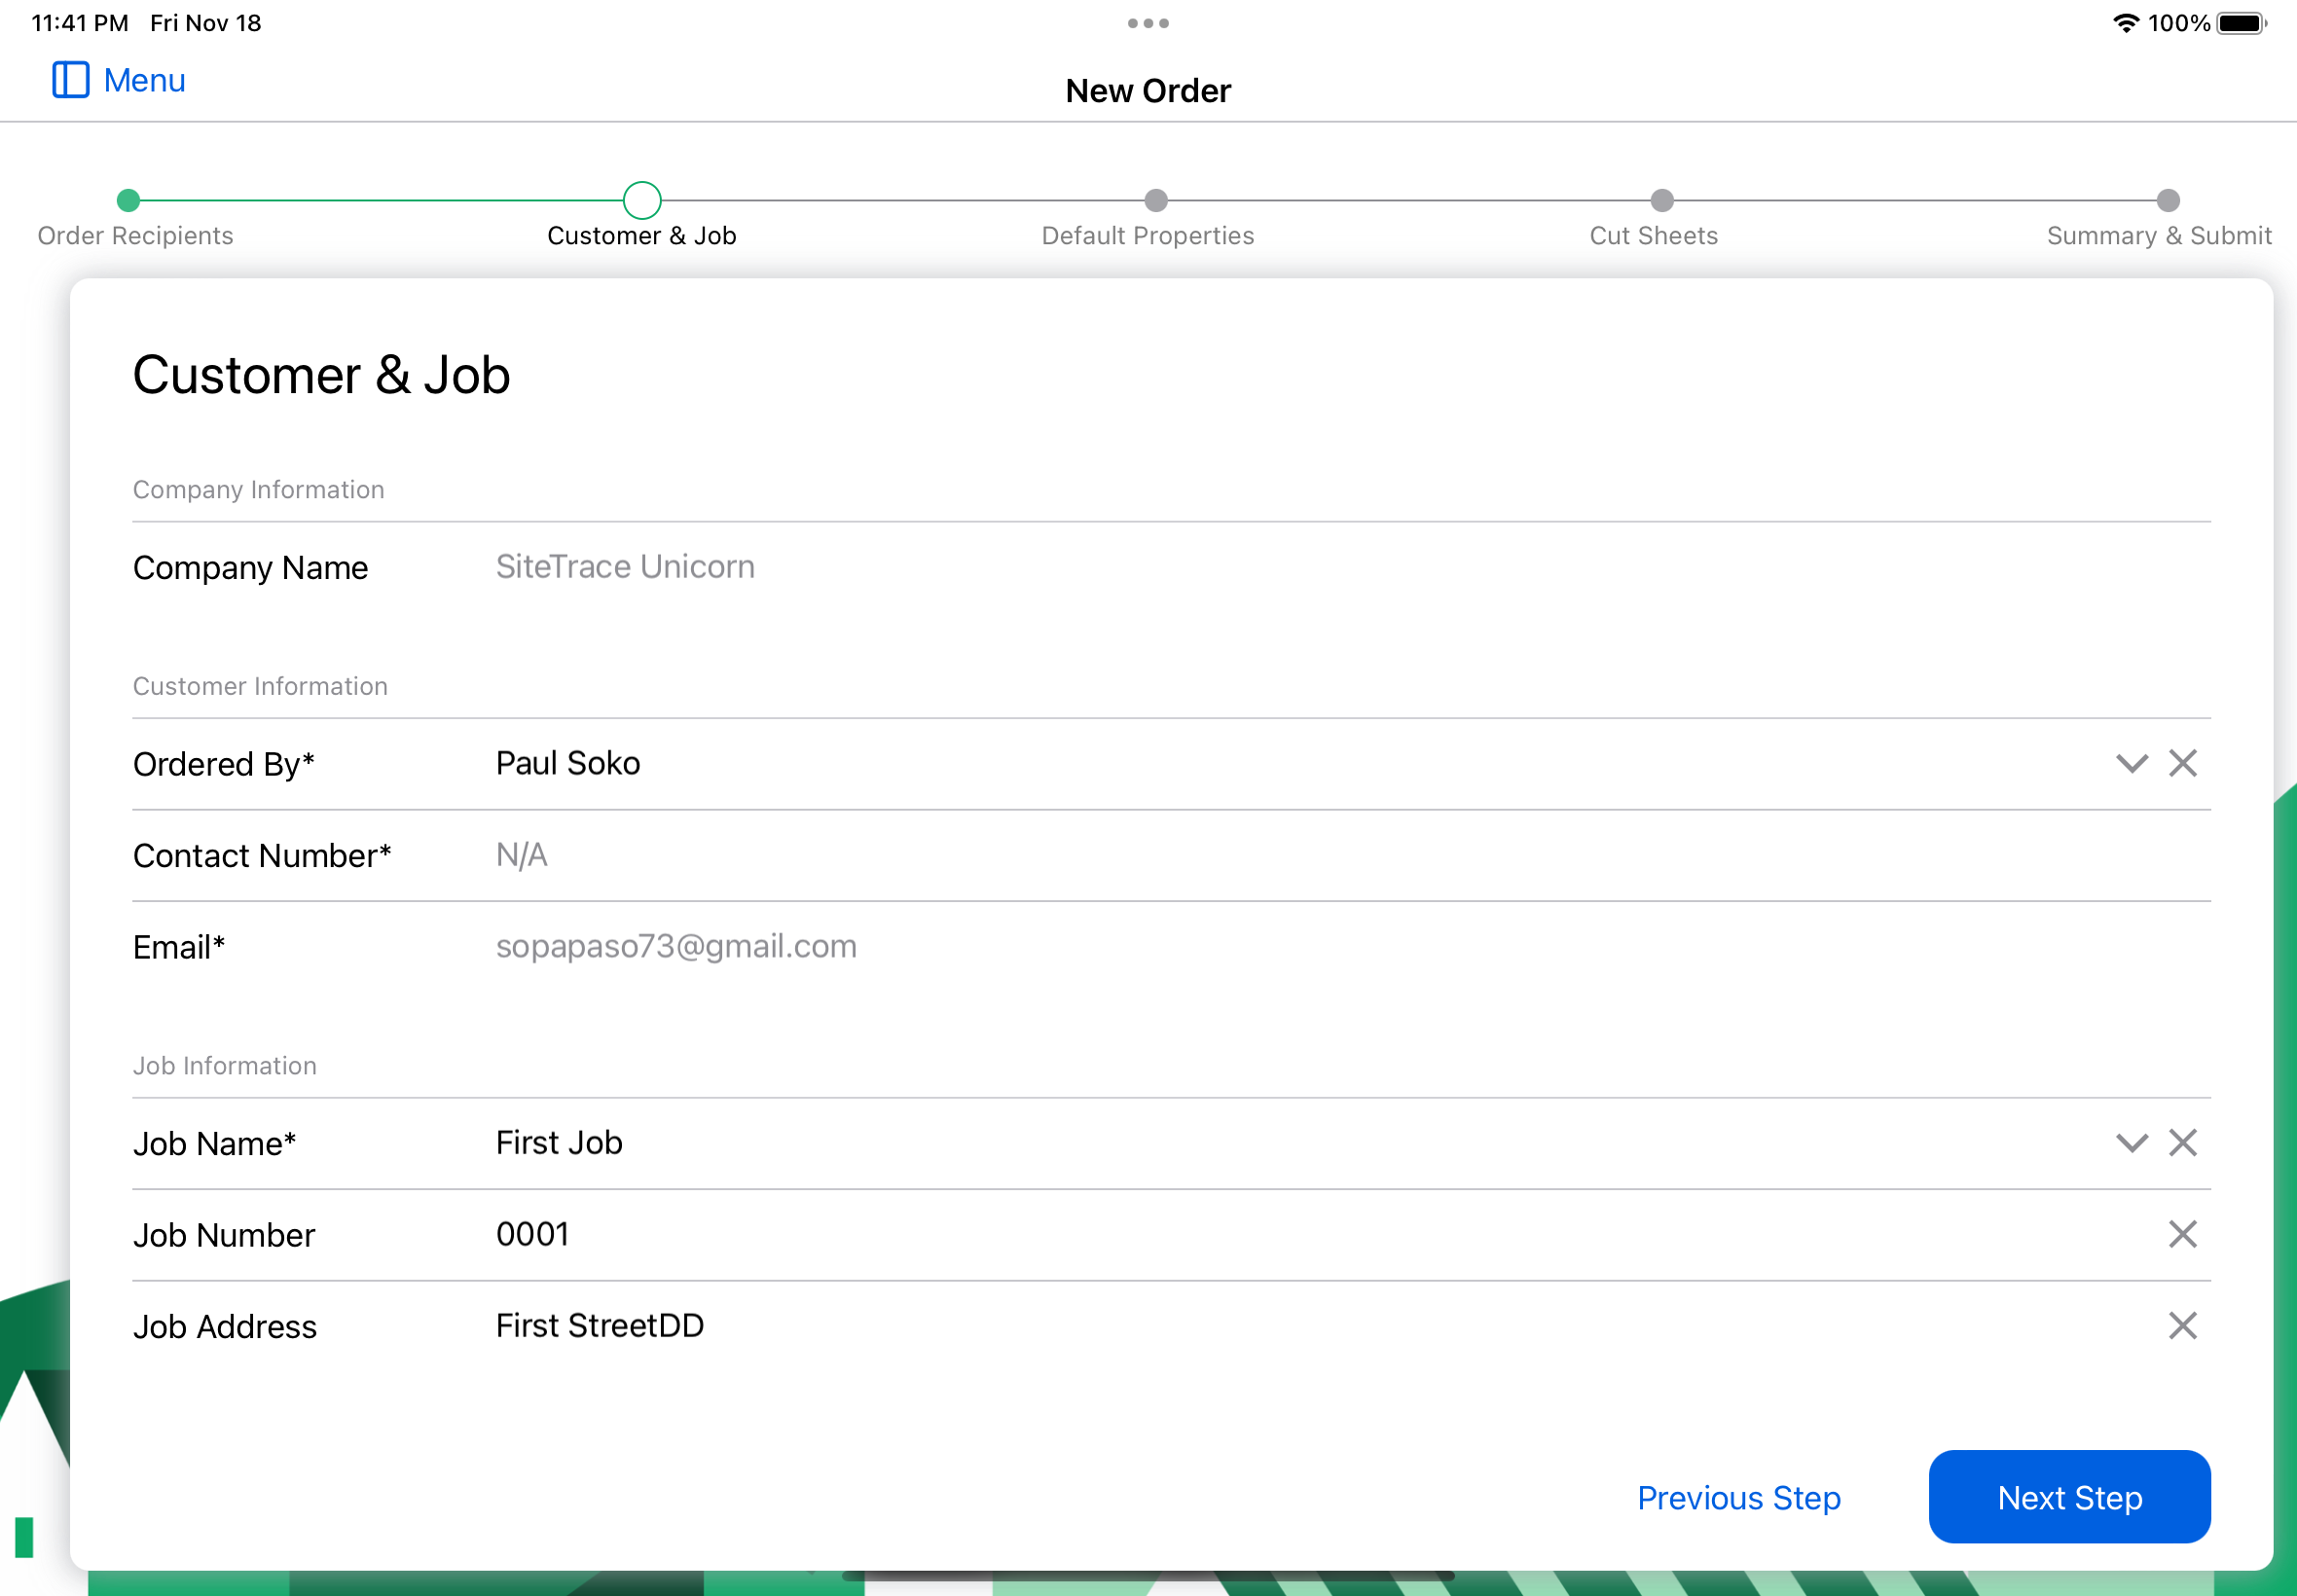 11:41 PM Fri Nov 18
100%
Menu
New Order
Order Recipients Customer & Job Default Properties Cut Sheets Summary & Submit
Customer & Job
Company Information
Company Name SiteTrace Unicorn
Customer Information
Ordered By* Paul Soko
Contact Number* N/A
Email* sopapaso73@gmail.com
Job Information
Job Name* First Job
Job Number 0001
Job Address First StreetDD
Previous Step Next Step